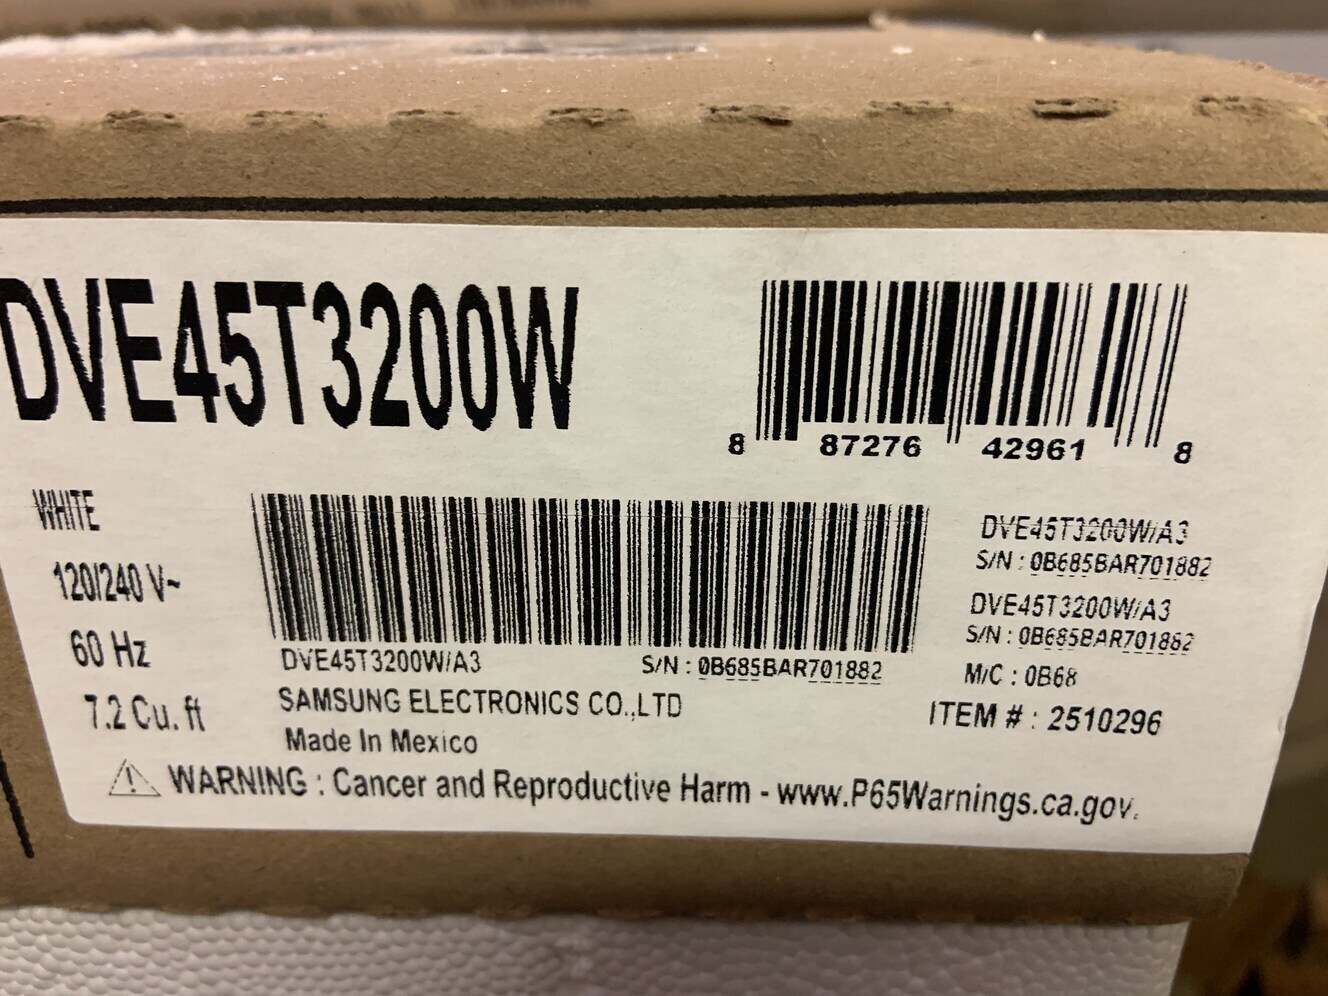 DVE45T3200W
8 87276 42961 8
WHITE
120/240 V~
60 Hz
7.2 Cu. ft
DVE45T3200W/A3 S/N : 0B685BAR701882
SAMSUNG ELECTRONICS CO.,LTD
Made In Mexico
DVE45T3200W/A3
S/N : 0B685BAR701882
DVE45T3200W/A3
S/N : 0B685BAR701882
M/C : 0B68
ITEM # : 2510296
WARNING : Cancer and Reproductive Harm - www.P65Warnings.ca.gov.